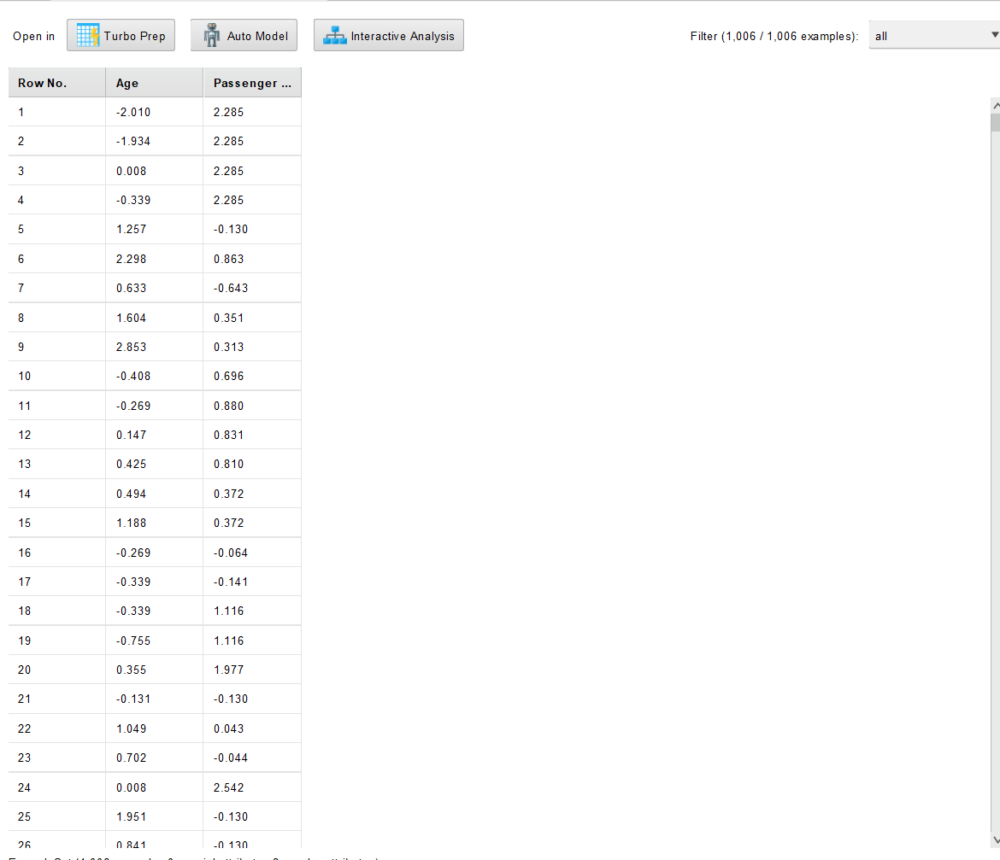 Open in Turbo Prep Auto Model Interactive Analysis Filter (1,006 / 1,006 examples): all
Row No. Age Passenger ...
1 -2.010 2.285
2 -1.934 2.285
3 0.008 2.285
4 -0.339 2.285
5 1.257 -0.130
6 2.298 0.863
7 0.633 -0.643
8 1.604 0.351
9 2.853 0.313
10 -0.408 0.696
11 -0.269 0.880
12 0.147 0.831
13 0.425 0.810
14 0.494 0.372
15 1.188 0.372
16 -0.269 -0.064
17 -0.339 -0.141
18 -0.339 1.116
19 -0.755 1.116
20 0.355 1.977
21 -0.131 -0.130
22 1.049 0.043
23 0.702 -0.044
24 0.008 2.542
25 1.951 -0.130
26 0.841 -0.130